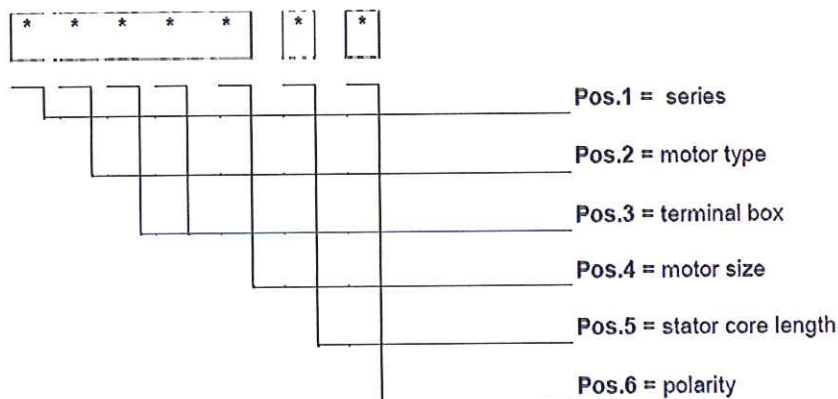 * * * * * * *
Pos.1 = series
Pos.2 = motor type
Pos.3 = terminal box
Pos.4 = motor size
Pos.5 = stator core length
Pos.6 = polarity